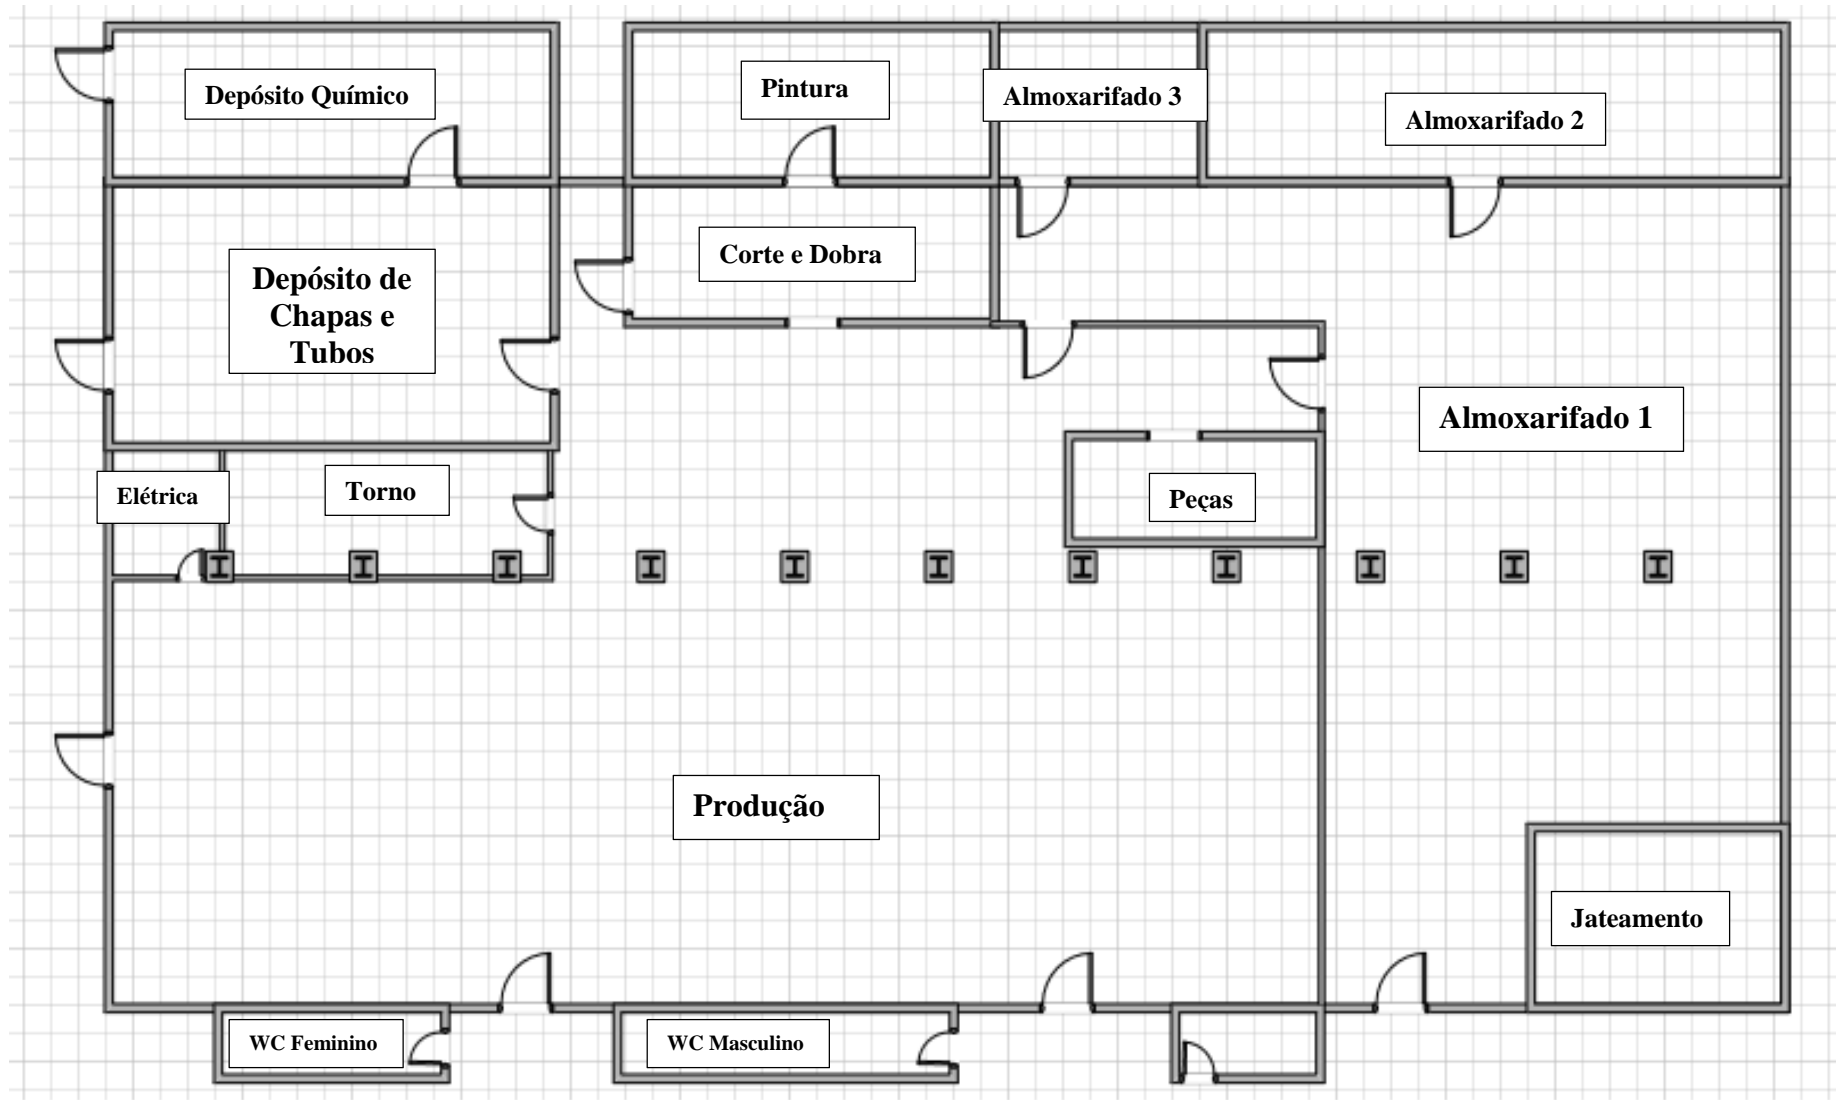 Depósito Químico
Pintura
Almoxarifado 3
Almoxarifado 2
Corte e Dobra
Depósito de
Chapas e
Tubos
Almoxarifado 1
Elétrica
Torno
Peças
Produção
Jateamento
WC Feminino
WC Masculino